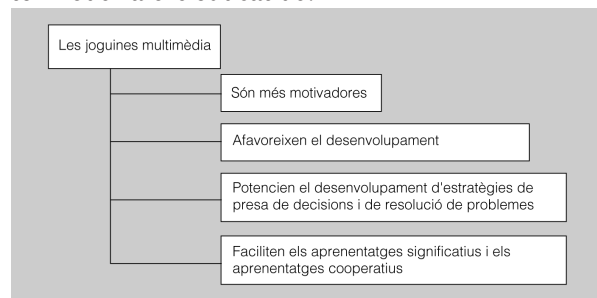 Les joguines multimèdia
Són més motivadores
Afavoreixen el desenvolupament
Potencien el desenvolupament d'estratègies de
presa de decisions i de resolució de problemes
Faciliten els aprenentatges significatius i els
aprenentatges cooperatius